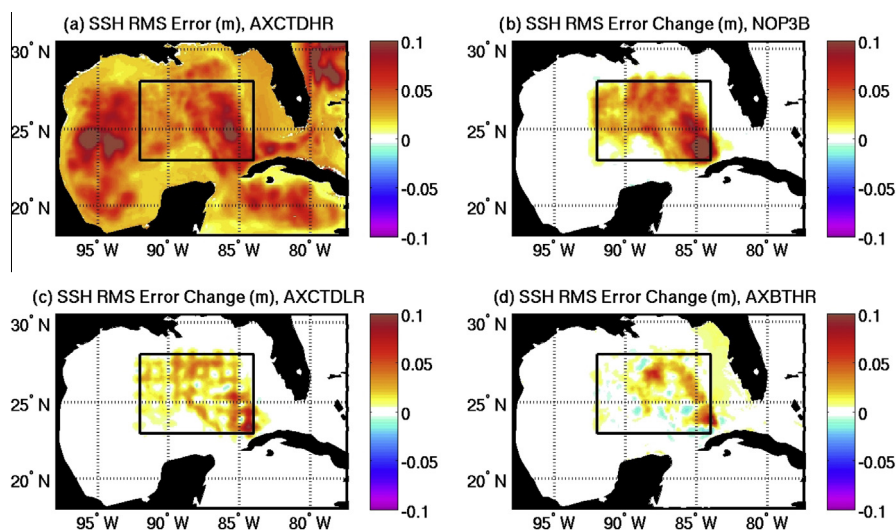 (a) SSH RMS Error (m), AXCTDHR
30° N
25° N
20° N
95° W 90° W 85° W 80° W
0.1
0.05
0
-0.05
-0.1
(b) SSH RMS Error Change (m), NOP3B
30° N
25° N
20° N
95° W 90° W 85° W 80° W
0.1
0.05
0
-0.05
-0.1
(c) SSH RMS Error Change (m), AXCTDLR
30° N
25° N
20° N
95° W 90° W 85° W 80° W
0.1
0.05
0
-0.05
-0.1
(d) SSH RMS Error Change (m), AXBTHR
30° N
25° N
20° N
95° W 90° W 85° W 80° W
0.1
0.05
0
-0.05
-0.1